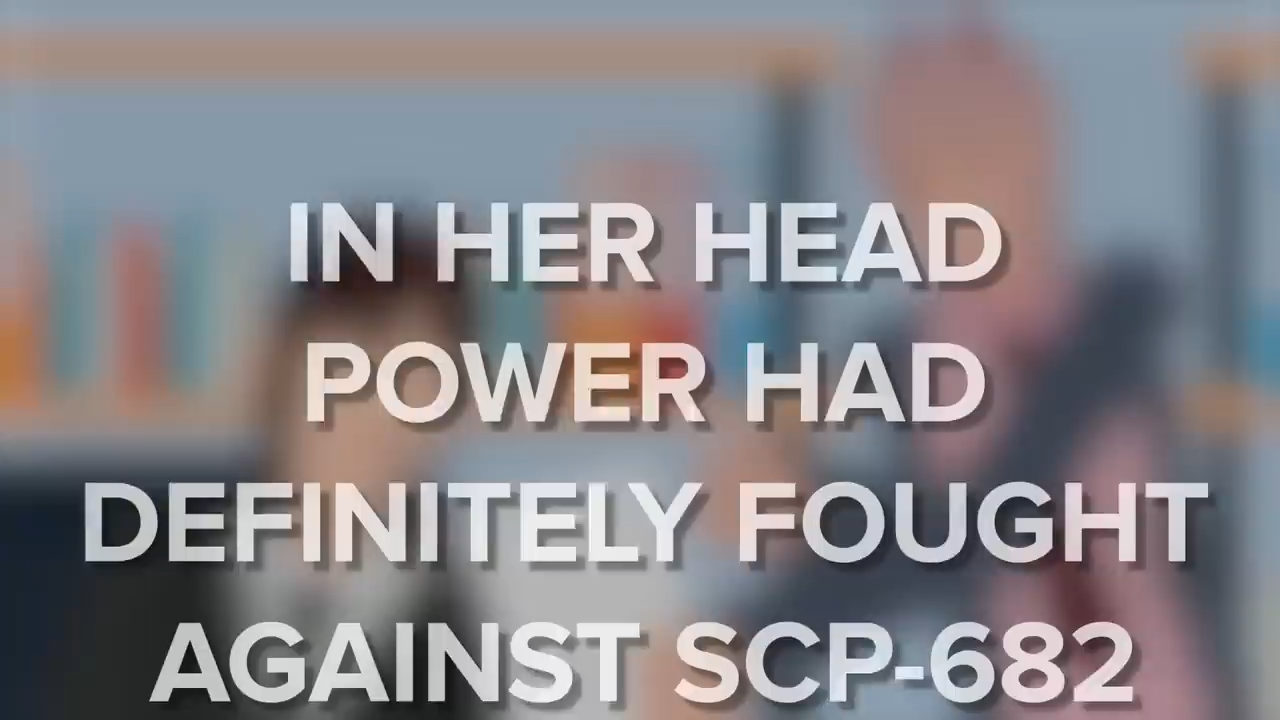 IN HER HEAD
POWER HAD
DEFINITELY FOUGHT
AGAINST SCP-682